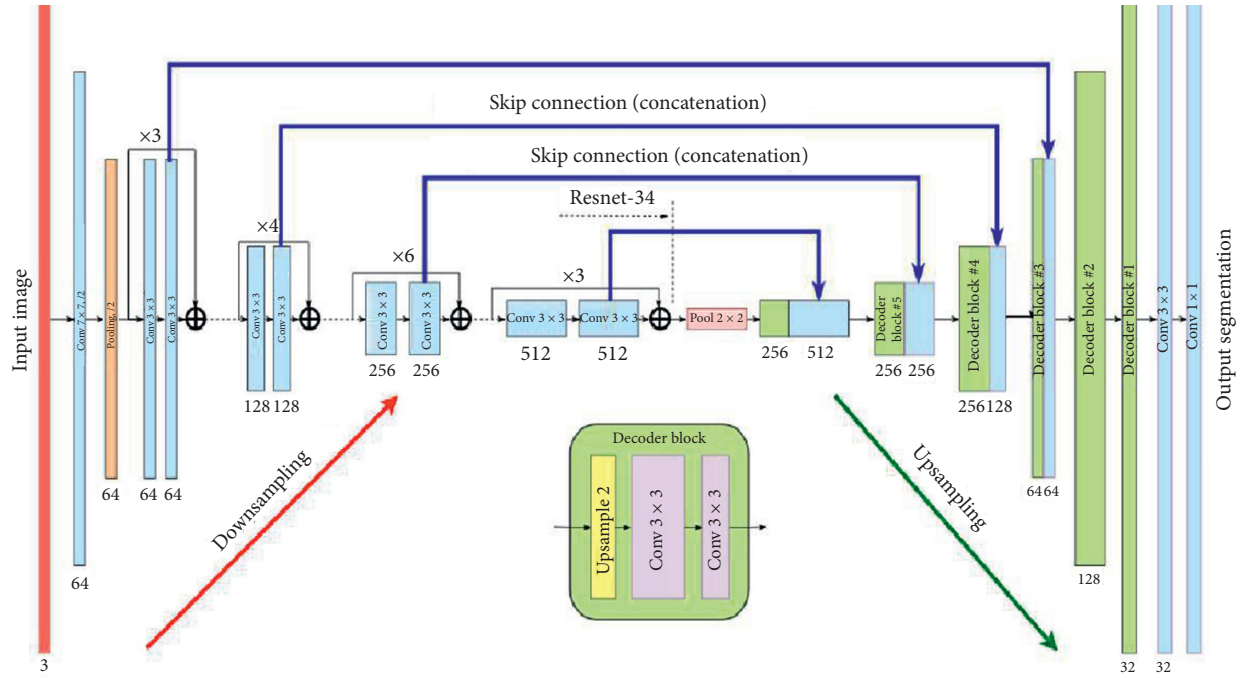 Input image
3
Conv 7 × 7, /2
64
Pooling, /2
64
×3
Conv 3 × 3
Conv 3 × 3
64
64
×4
Conv 3 × 3
Conv 3 × 3
128
128
×6
Conv 3 × 3
Conv 3 × 3
256
256
×3
Conv 3 × 3
Conv 3 × 3
512
512
Skip connection (concatenation)
Skip connection (concatenation)
Resnet-34
Pool 2 × 2
256
512
Decoder
block #5
256
256
Decoder block #4
256
128
Decoder block #3
64
64
Decoder block #2
128
Decoder block #1
32
Conv 3 × 3
32
Conv 1 × 1
Output segmentation
Downsampling
Decoder block
Upsample 2
Conv 3 × 3
Conv 3 × 3
Upsampling